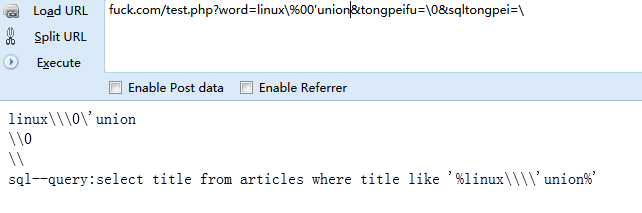 Load URL
fuck.com/test.php?word=linux\%00'union&tongpeifu=\0&sqltongpei=\
Split URL
Execute
Enable Post data Enable Referrer
linux\\\0\'union
\\0
\\
sql--query:select title from articles where title like '%linux\\\\'union%'